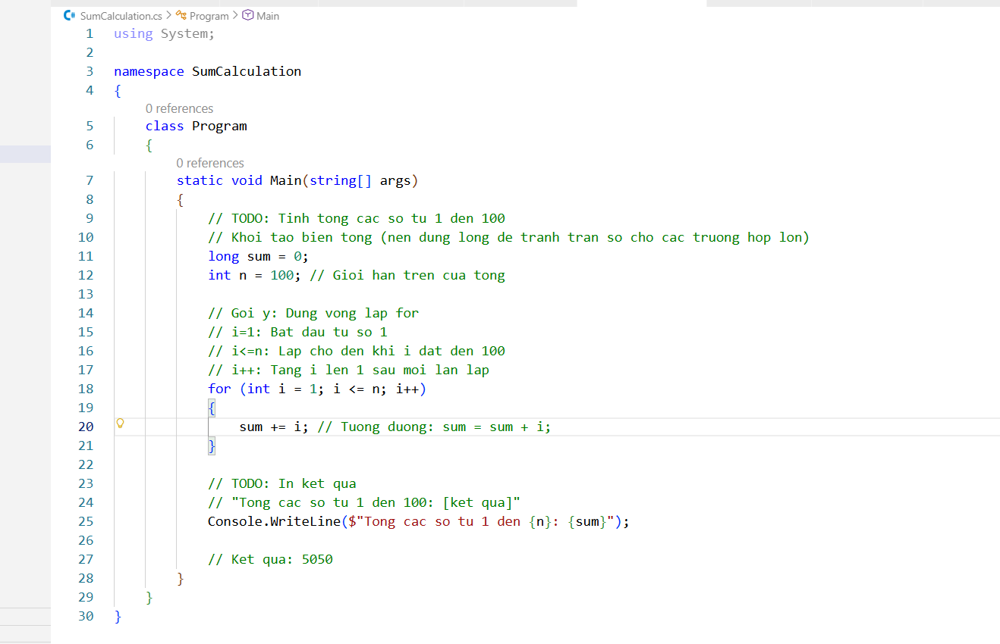 SumCalculation.cs > Program > Main
1 using System;
2
3 namespace SumCalculation
4 {
0 references
5 class Program
6 {
0 references
7 static void Main(string[] args)
8 {
9 // TODO: Tinh tong cac so tu 1 den 100
10 // Khoi tao bien tong (nen dung long de tranh tran so cho cac truong hop lon)
11 long sum = 0;
12 int n = 100; // Gioi han tren cua tong
13
14 // Goi y: Dung vong lap for
15 // i=1: Bat dau tu so 1
16 // i<=n: Lap cho den khi i dat den 100
17 // i++: Tang i len 1 sau moi lan lap
18 for (int i = 1; i <= n; i++)
19 {
20 sum += i; // Tuong duong: sum = sum + i;
21 }
22
23 // TODO: In ket qua
24 // "Tong cac so tu 1 den 100: [ket qua]"
25 Console.WriteLine($"Tong cac so tu 1 den {n}: {sum}");
26
27 // Ket qua: 5050
28 }
29 }
30 }